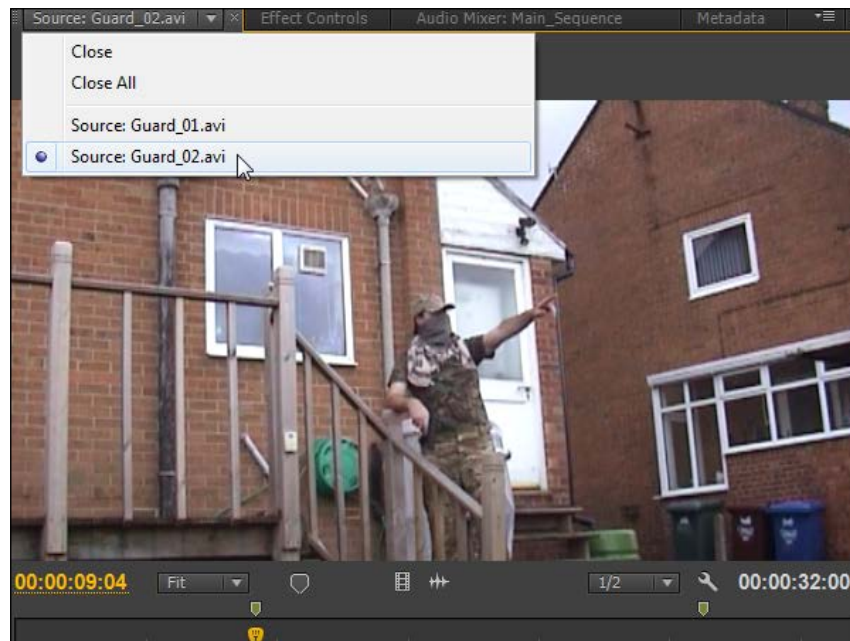 Source: Guard_02.avi Effect Controls Audio Mixer: Main_Sequence Metadata
Close
Close All
Source: Guard_01.avi
Source: Guard_02.avi
00:00:09:04 Fit 1/2 00:00:32:00